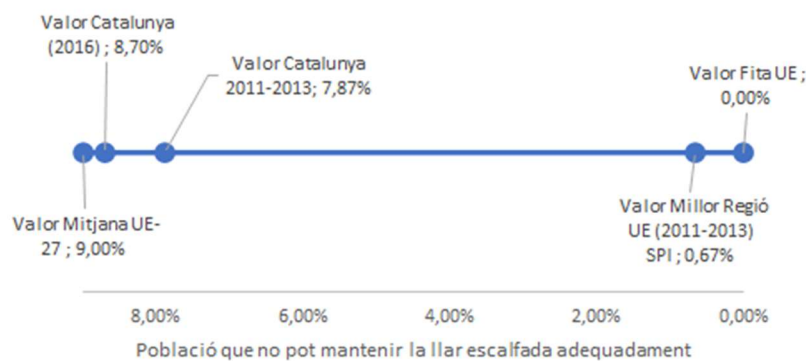 Valor Catalunya
(2016) ; 8,70%
Valor Catalunya
2011-2013; 7,87%
Valor Fita UE ;
0,00%
Valor Mitjana UE-
27 ; 9,00%
Valor Millor Regió
UE (2011-2013)
SPI ; 0,67%
8,00% 6,00% 4,00% 2,00% 0,00%
Població que no pot mantenir la llar escalfada adequadament